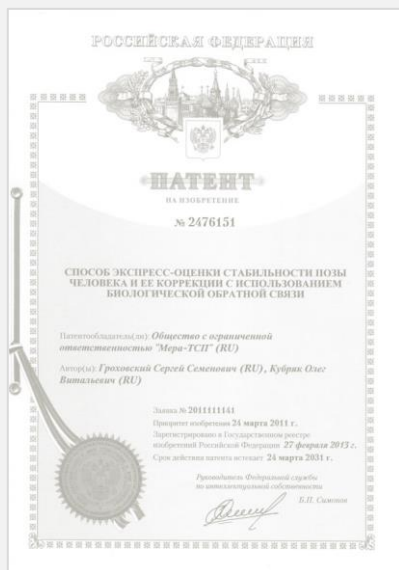 РОССИЙСКАЯ ФЕДЕРАЦИЯ
ПАТЕНТ
НА ИЗОБРЕТЕНИЕ
№ 2476151
СПОСОБ ЭКСПРЕСС-ОЦЕНКИ СТАБИЛЬНОСТИ ПОЗЫ
ЧЕЛОВЕКА И ЕЕ КОРРЕКЦИИ С ИСПОЛЬЗОВАНИЕМ
БИОЛОГИЧЕСКОЙ ОБРАТНОЙ СВЯЗИ
Патентообладатель(ли): Общество с ограниченной
ответственностью "Мера-ТСП" (RU)
Автор(ы): Гроховский Сергей Семенович (RU), Кубряк Олег
Витальевич (RU)
Заявка № 2011111141
Приоритет изобретения 24 марта 2011 г.
Зарегистрировано в Государственном реестре
изобретений Российской Федерации 27 февраля 2013 г.
Срок действия патента истекает 24 марта 2031 г.
Руководитель Федеральной службы
по интеллектуальной собственности
Б.П. Симонов